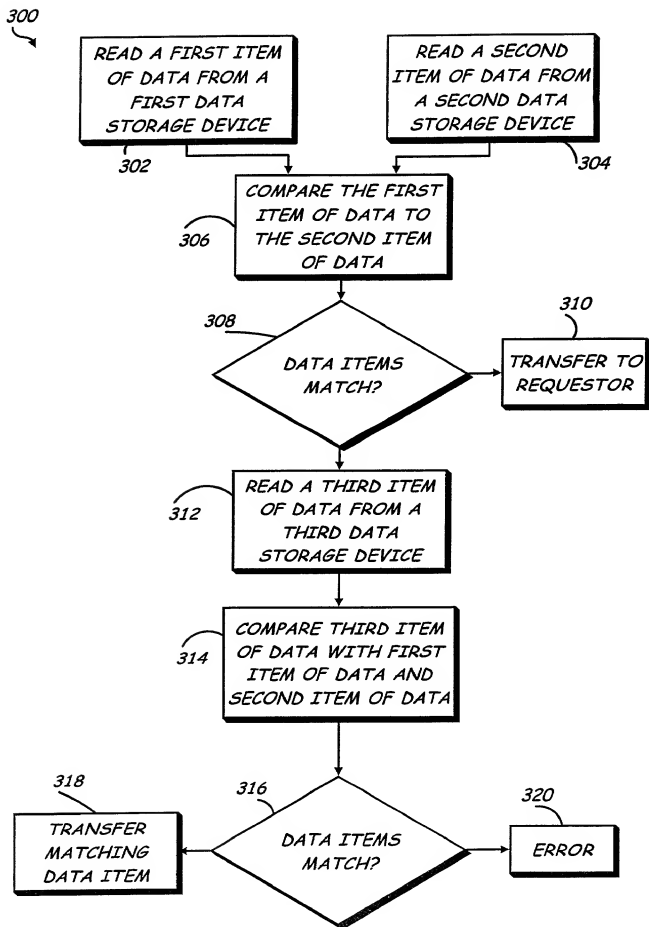 300
READ A FIRST ITEM
OF DATA FROM A
FIRST DATA
STORAGE DEVICE
302
READ A SECOND
ITEM OF DATA FROM
A SECOND DATA
STORAGE DEVICE
304
COMPARE THE FIRST
ITEM OF DATA TO
THE SECOND ITEM
OF DATA
306
308
DATA ITEMS
MATCH?
310
TRANSFER TO
REQUESTOR
312
READ A THIRD ITEM
OF DATA FROM A
THIRD DATA
STORAGE DEVICE
314
COMPARE THIRD ITEM
OF DATA WITH FIRST
ITEM OF DATA AND
SECOND ITEM OF DATA
316
DATA ITEMS
MATCH?
318
TRANSFER
MATCHING
DATA ITEM
320
ERROR